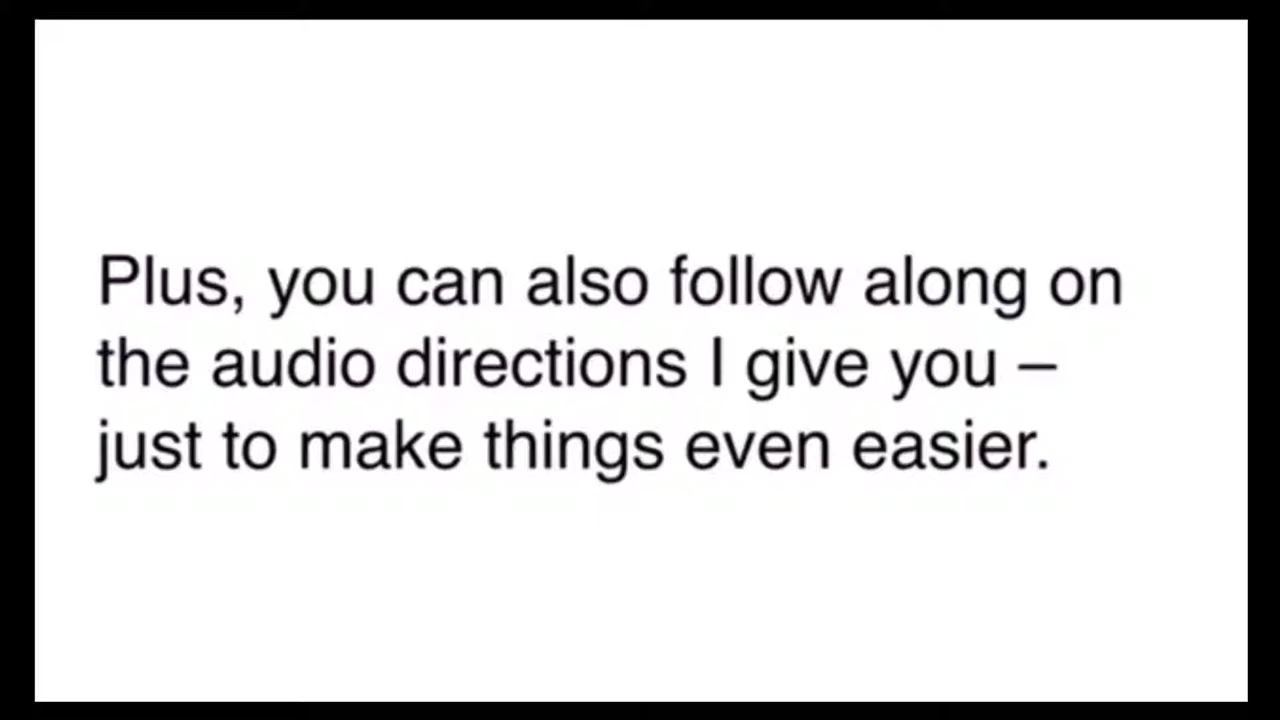 Plus, you can also follow along on
the audio directions I give you –
just to make things even easier.